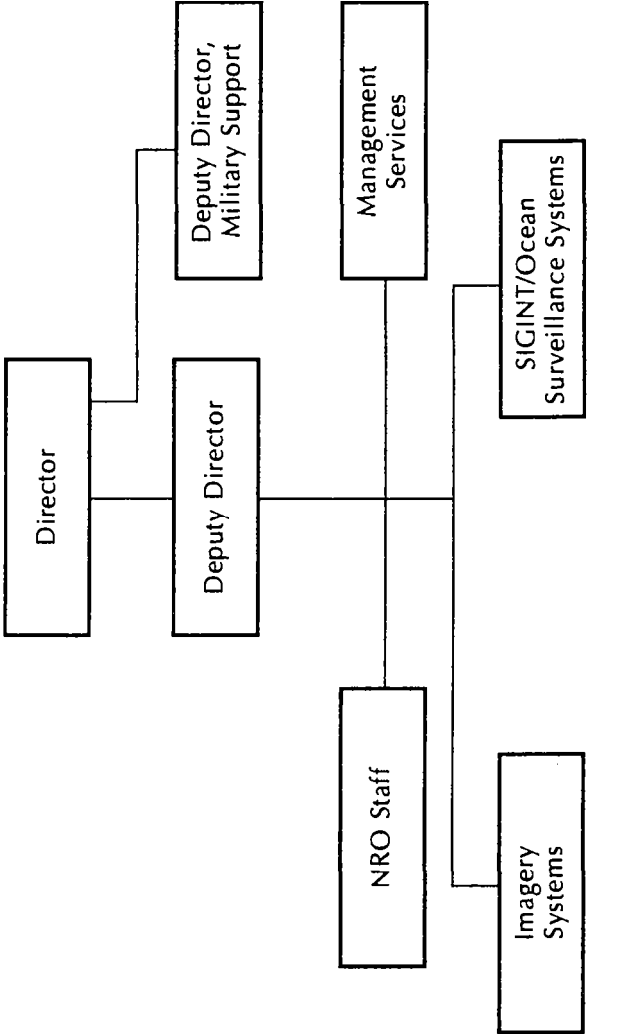 Director
Deputy Director,
Military Support
Deputy Director
NRO Staff
Management
Services
Imagery
Systems
SIGINT/Ocean
Surveillance Systems